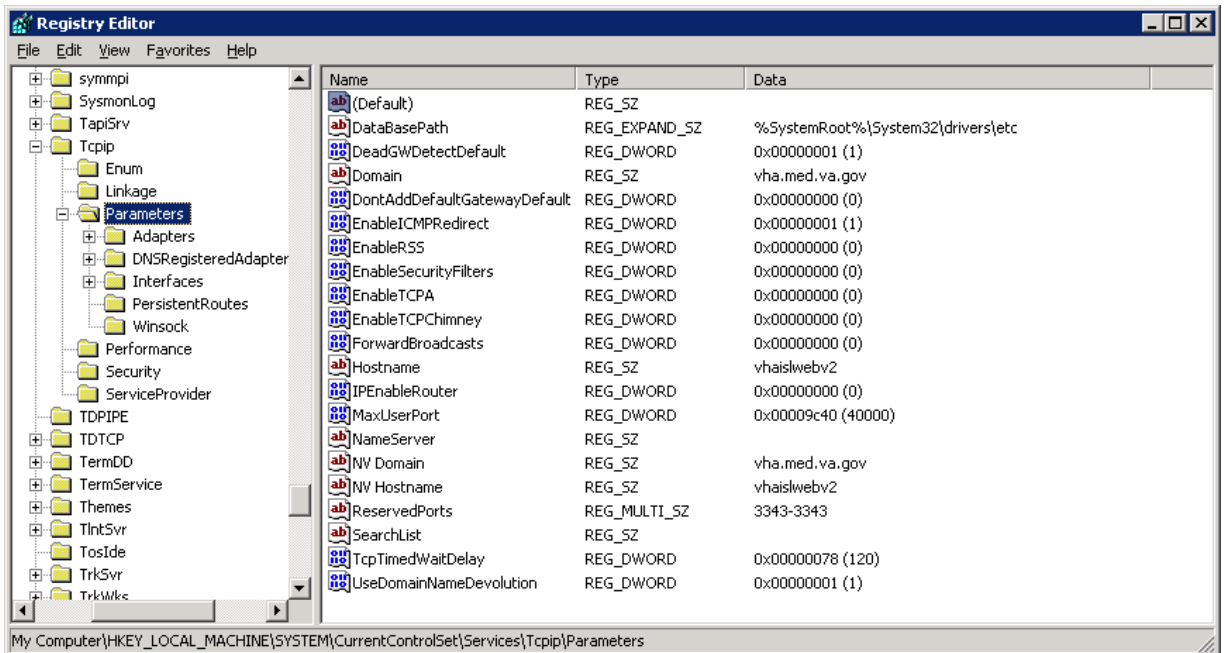 Registry Editor
File Edit View Favorites Help
symmpi
SysmonLog
TapiSrv
Tcpip
Enum
Linkage
Parameters
Adapters
DNSRegisteredAdapter
Interfaces
PersistentRoutes
Winsock
Performance
Security
ServiceProvider
TDPIPE
TDTCP
TermDD
TermService
Themes
TlntSvr
TosIde
TrkSvr
TrkWks
Name Type Data
(Default) REG_SZ
DataBasePath REG_EXPAND_SZ %SystemRoot%\System32\drivers\etc
DeadGWDetectDefault REG_DWORD 0x00000001 (1)
Domain REG_SZ vha.med.va.gov
DontAddDefaultGatewayDefault REG_DWORD 0x00000000 (0)
EnableICMPRedirect REG_DWORD 0x00000001 (1)
EnableRSS REG_DWORD 0x00000000 (0)
EnableSecurityFilters REG_DWORD 0x00000000 (0)
EnableTCPA REG_DWORD 0x00000000 (0)
EnableTCPChimney REG_DWORD 0x00000000 (0)
ForwardBroadcasts REG_DWORD 0x00000000 (0)
Hostname REG_SZ vhaislwebv2
IPEnableRouter REG_DWORD 0x00000000 (0)
MaxUserPort REG_DWORD 0x00009c40 (40000)
NameServer REG_SZ
NV Domain REG_SZ vha.med.va.gov
NV Hostname REG_SZ vhaislwebv2
ReservedPorts REG_MULTI_SZ 3343-3343
SearchList REG_SZ
TcpTimedWaitDelay REG_DWORD 0x00000078 (120)
UseDomainNameDevolution REG_DWORD 0x00000001 (1)
My Computer\HKEY_LOCAL_MACHINE\SYSTEM\CurrentControlSet\Services\Tcpip\Parameters